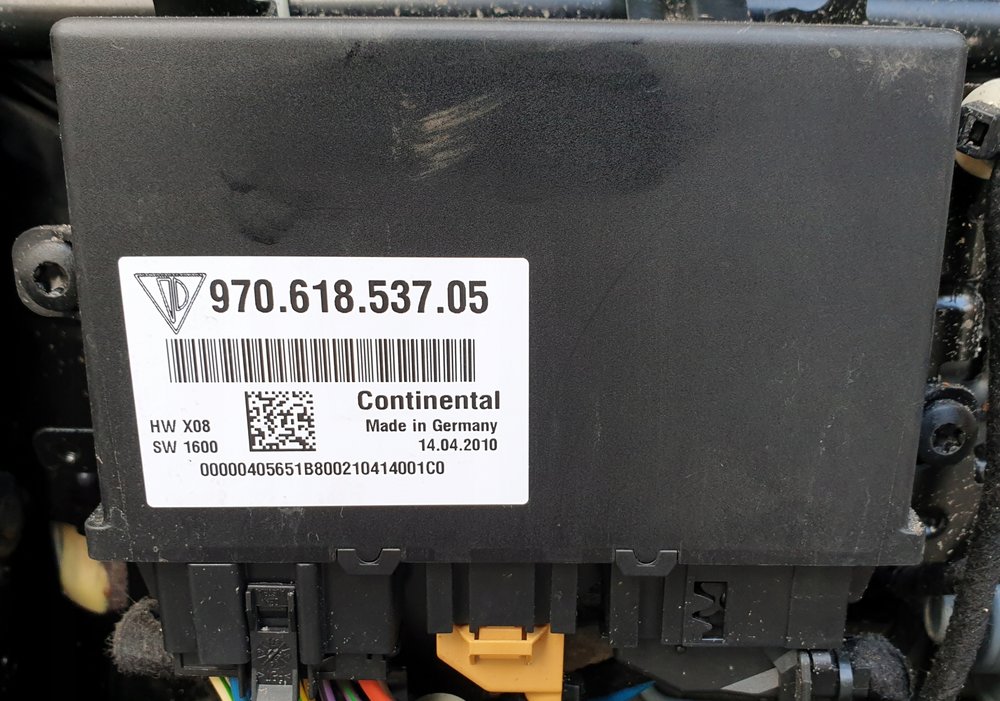 970.618.537.05
Continental
HW X08
Made in Germany
SW 1600
14.04.2010
00000405651B800210414001C0